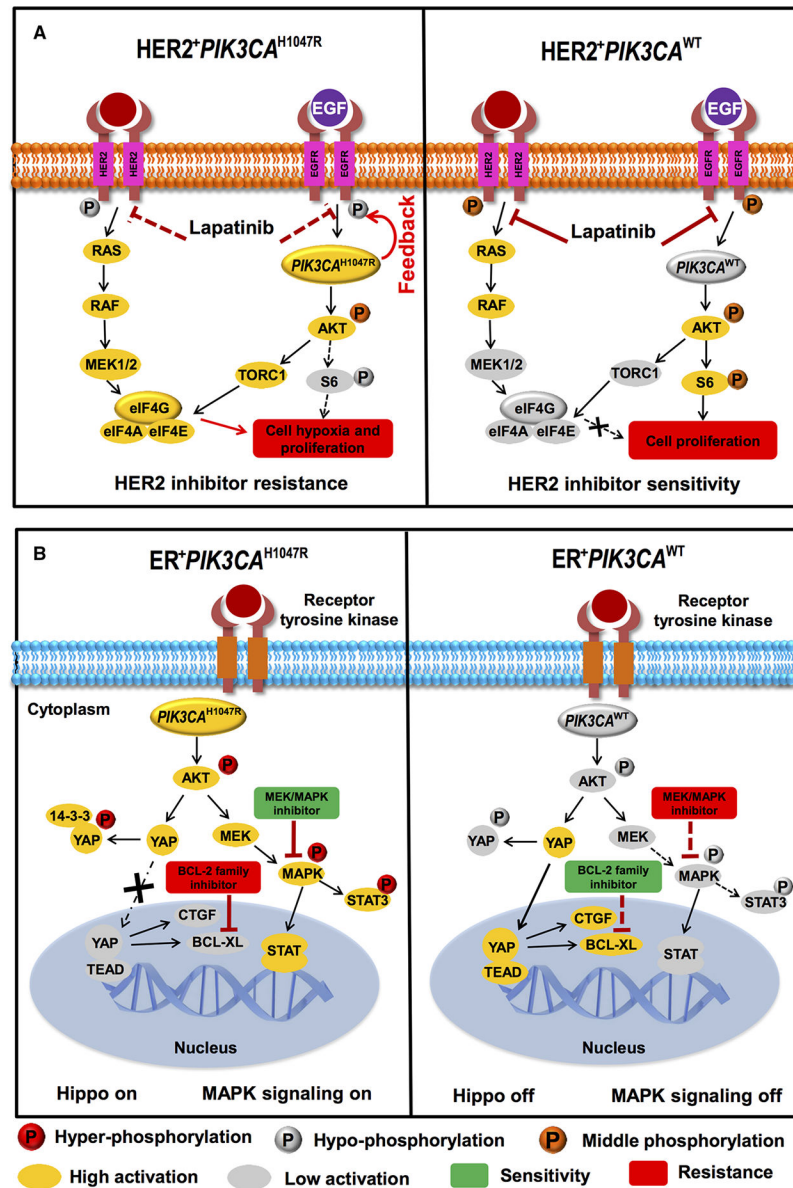 A
HER2⁺PIK3CAᴴ¹⁰⁴⁷ᴿ
HER2⁺PIK3CAᵂᵀ
EGF
EGF
HER2
HER2
EGFR
EGFR
HER2
HER2
EGFR
EGFR
P
Lapatinib
P
P
Lapatinib
P
Feedback
RAS
PIK3CAᴴ¹⁰⁴⁷ᴿ
RAS
PIK3CAᵂᵀ
RAF
P
AKT
RAF
P
AKT
MEK1/2
TORC1
S6
P
MEK1/2
TORC1
S6
P
eIF4G
eIF4A
eIF4E
Cell hypoxia and
proliferation
eIF4G
eIF4A
eIF4E
Cell proliferation
HER2 inhibitor resistance
HER2 inhibitor sensitivity
B
ER⁺PIK3CAᴴ¹⁰⁴⁷ᴿ
ER⁺PIK3CAᵂᵀ
Receptor
tyrosine kinase
Receptor
tyrosine kinase
Cytoplasm
PIK3CAᴴ¹⁰⁴⁷ᴿ
PIK3CAᵂᵀ
AKT
P
AKT
P
14-3-3
P
YAP
YAP
MEK
MEK/MAPK
inhibitor
P
MAPK
P
STAT3
P
YAP
YAP
MEK
MEK/MAPK
inhibitor
P
MAPK
P
STAT3
BCL-2 family
inhibitor
BCL-2 family
inhibitor
CTGF
YAP
BCL-XL
TEAD
STAT
CTGF
YAP
BCL-XL
TEAD
STAT
Nucleus
Nucleus
Hippo on
MAPK signaling on
Hippo off
MAPK signaling off
P Hyper-phosphorylation
P Hypo-phosphorylation
P Middle phosphorylation
High activation
Low activation
Sensitivity
Resistance